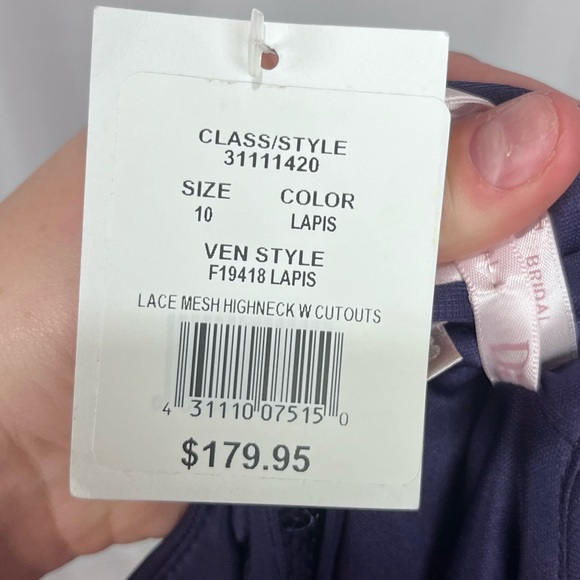 CLASS/STYLE
31111420
SIZE COLOR
10 LAPIS
VEN STYLE
F19418 LAPIS
LACE MESH HIGHNECK W CUTOUTS
4 31110 07515 0
$179.95
BRIDAL